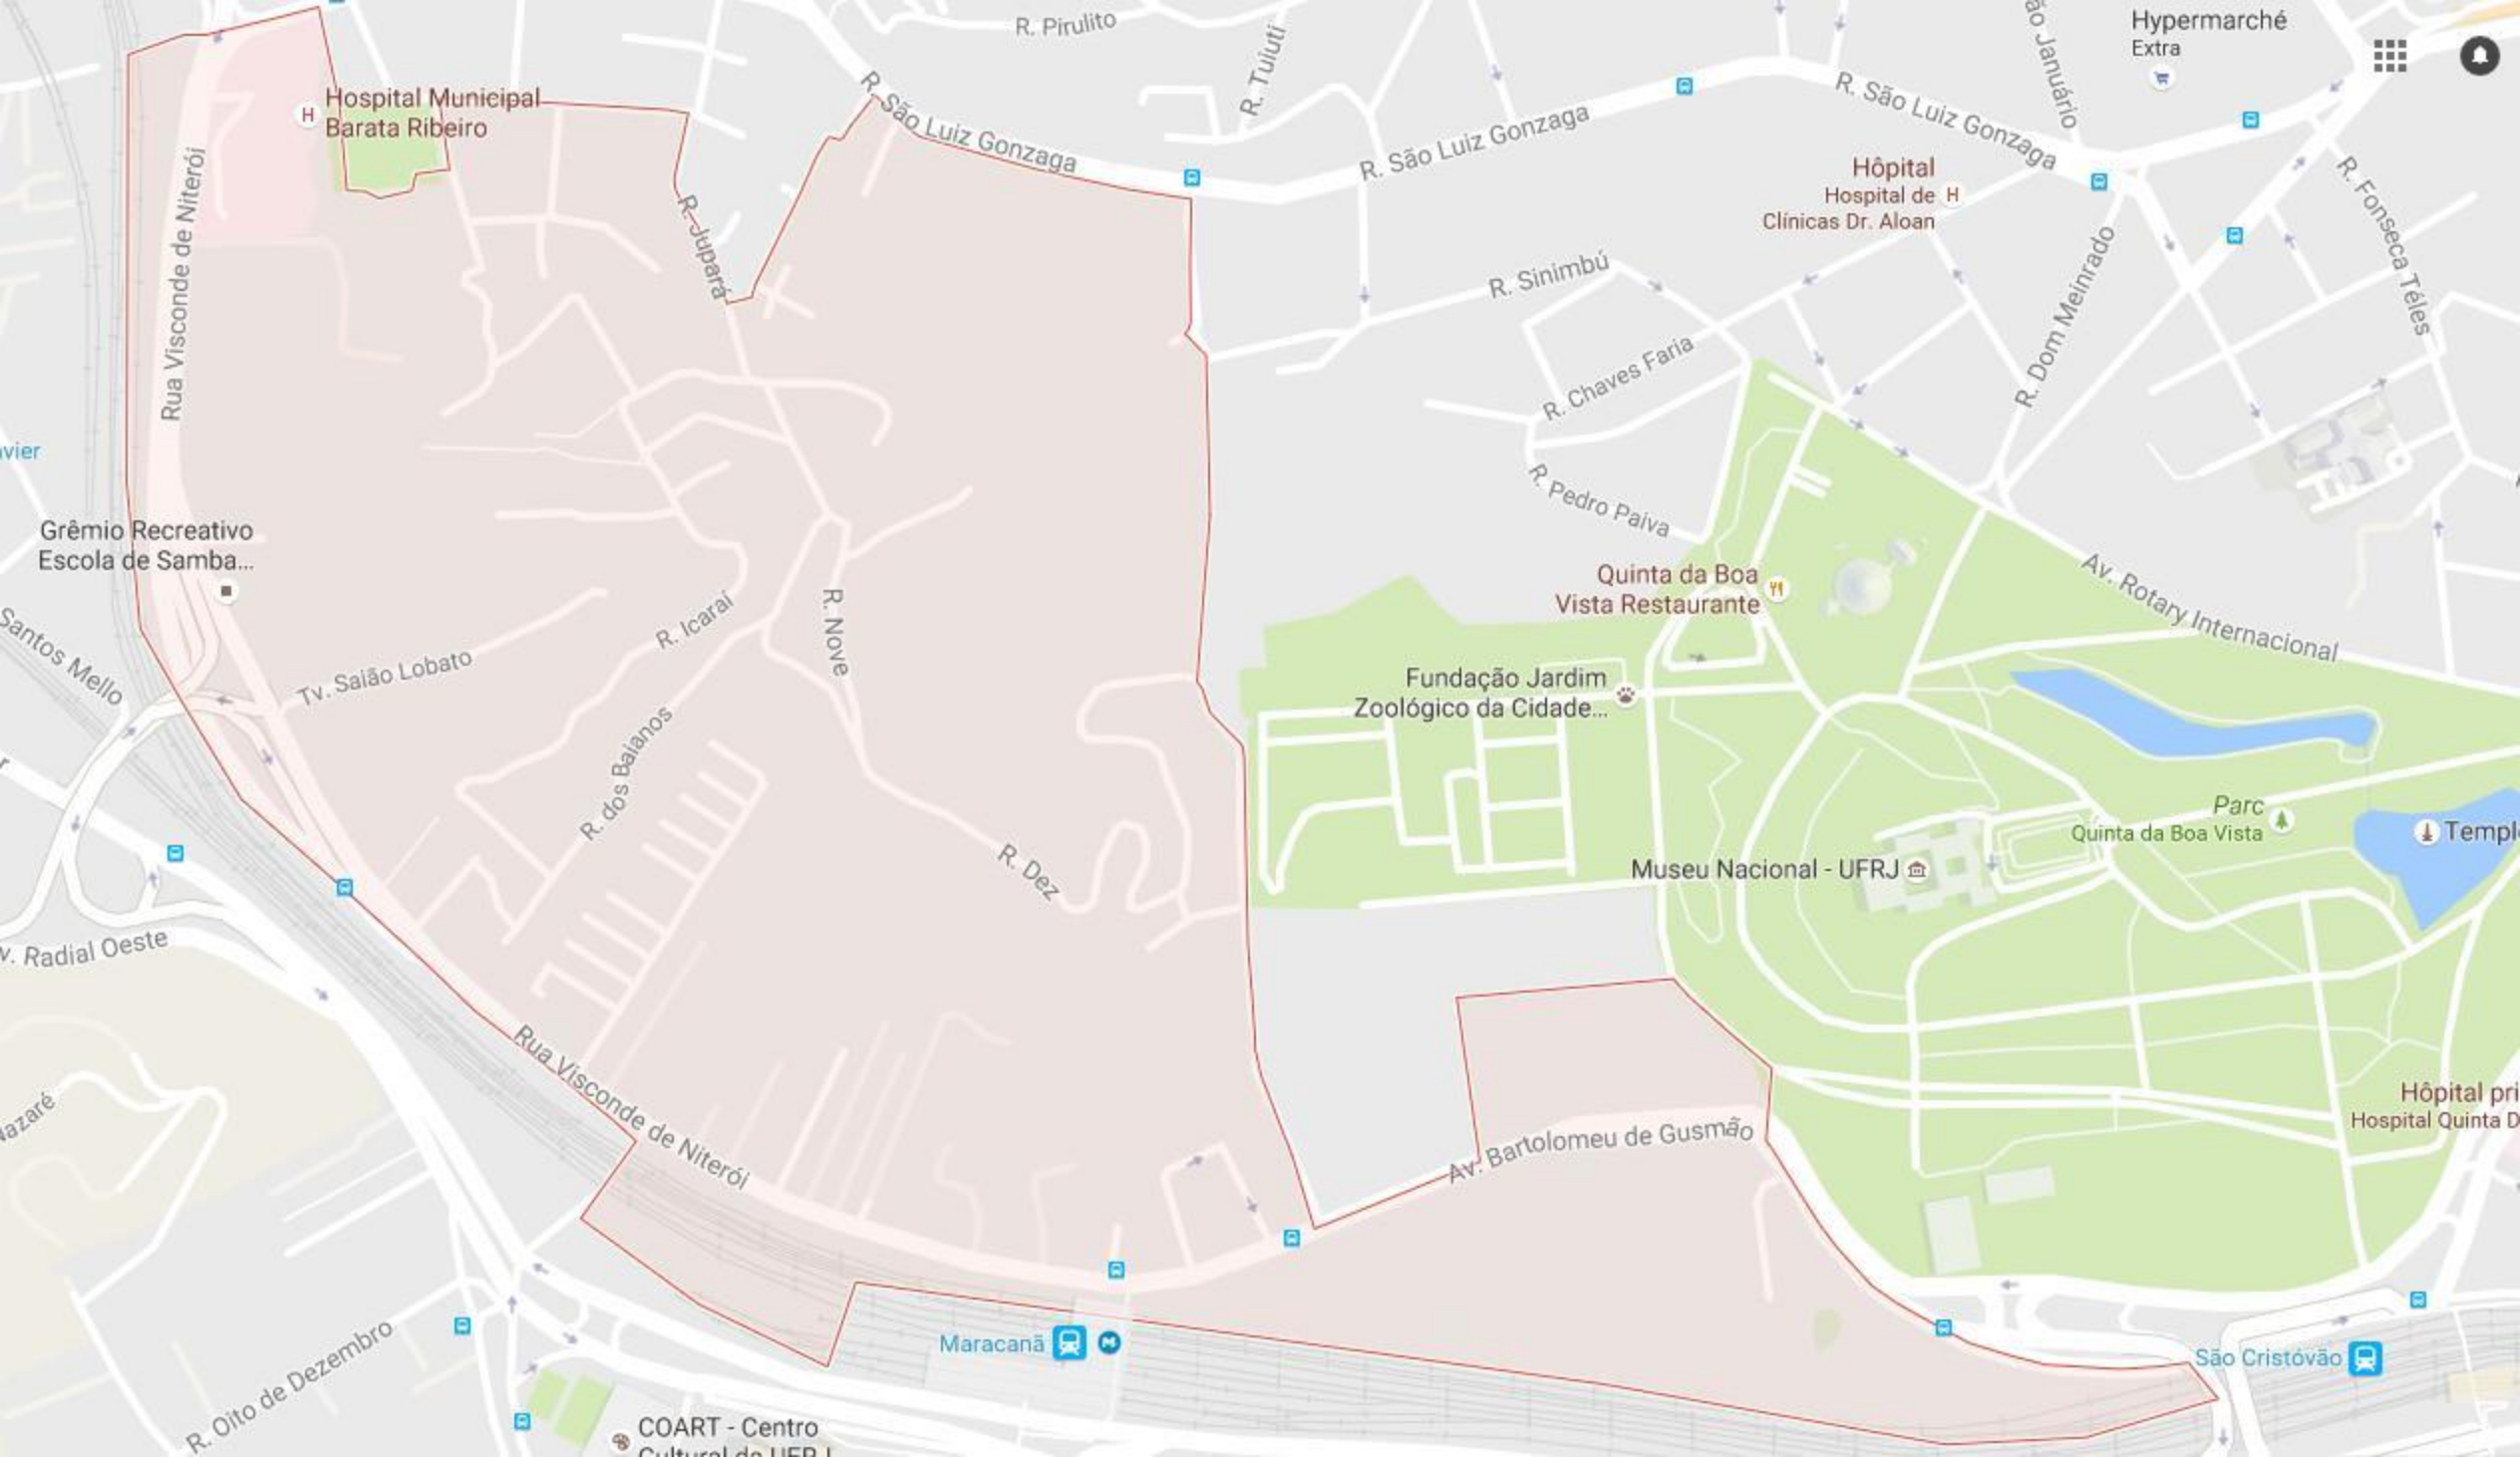 R. Pirulito
Hypermarché
Extra
R. Tuiuti
R. São Luiz Gonzaga
R. São Luiz Gonzaga
R. São Luiz Gonzaga
Hospital Municipal
Barata Ribeiro
Hôpital
Hospital de
Clínicas Dr. Aloan
H
H
R. Fonseca Téles
R. Jupará
Rua Visconde de Niterói
R. Sinimbú
R. Dom Meinrado
R. Chaves Faria
R. Pedro Paiva
Grêmio Recreativo
Escola de Samba...
Quinta da Boa
Vista Restaurante
Av. Rotary Internacional
R. Icaraí
R. Nove
Tv. Saião Lobato
Santos Mello
Fundação Jardim
Zoológico da Cidade...
R. dos Baianos
Parc
Quinta da Boa Vista
R. Dez
Museu Nacional - UFRJ
v. Radial Oeste
Rua Visconde de Niterói
Av. Bartolomeu de Gusmão
Hôpital pri
Hospital Quinta D
Maracanã
M
São Cristóvão
R. Oito de Dezembro
COART - Centro